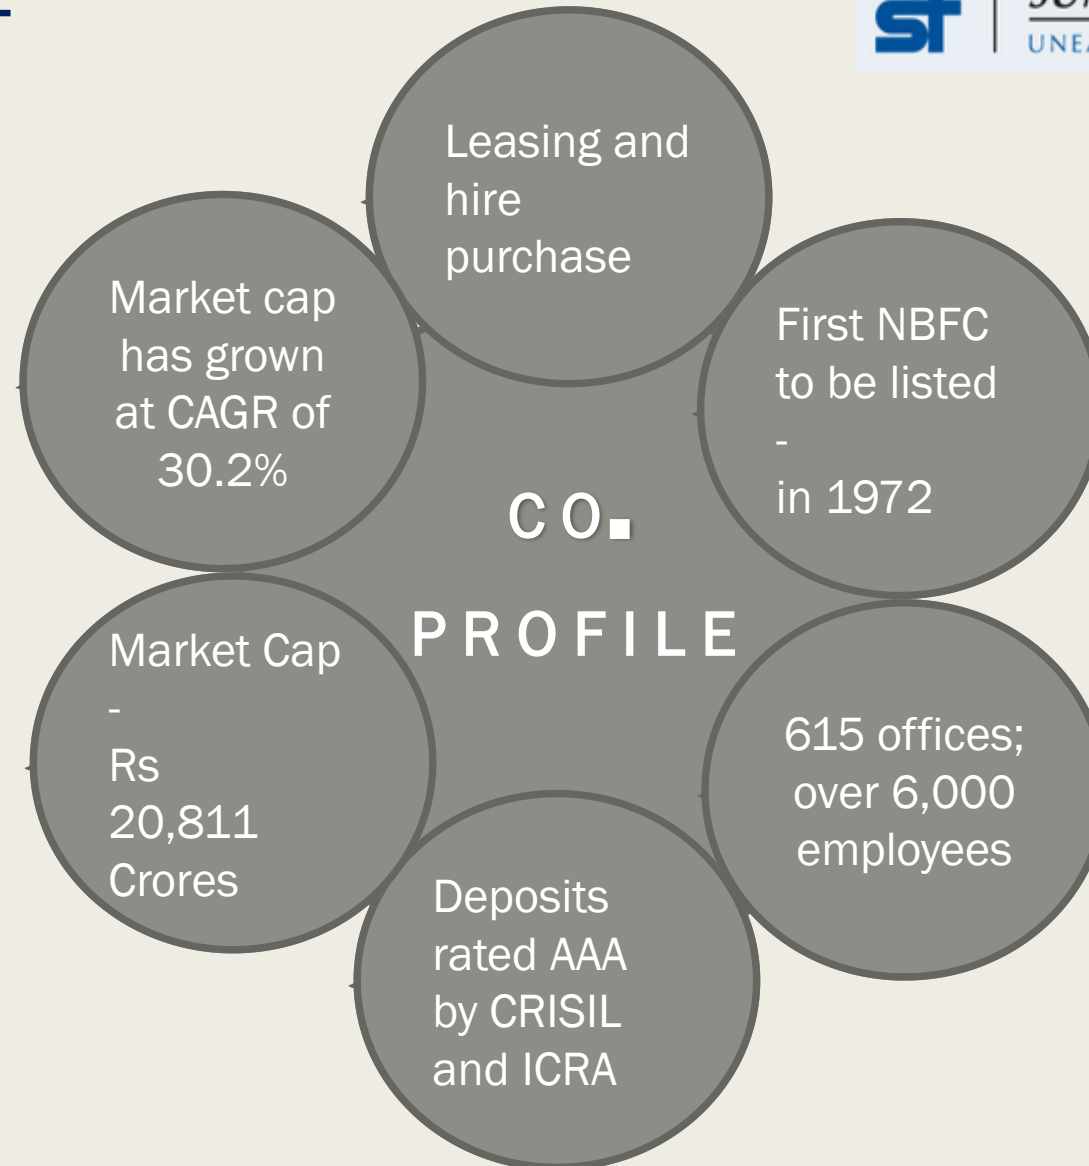 ST
Leasing and
hire
purchase
Market cap
has grown
at CAGR of
30.2%
First NBFC
to be listed
-
in 1972
CO.
PROFILE
Market Cap
-
Rs
20,811
Crores
615 offices;
over 6,000
employees
Deposits
rated AAA
by CRISIL
and ICRA